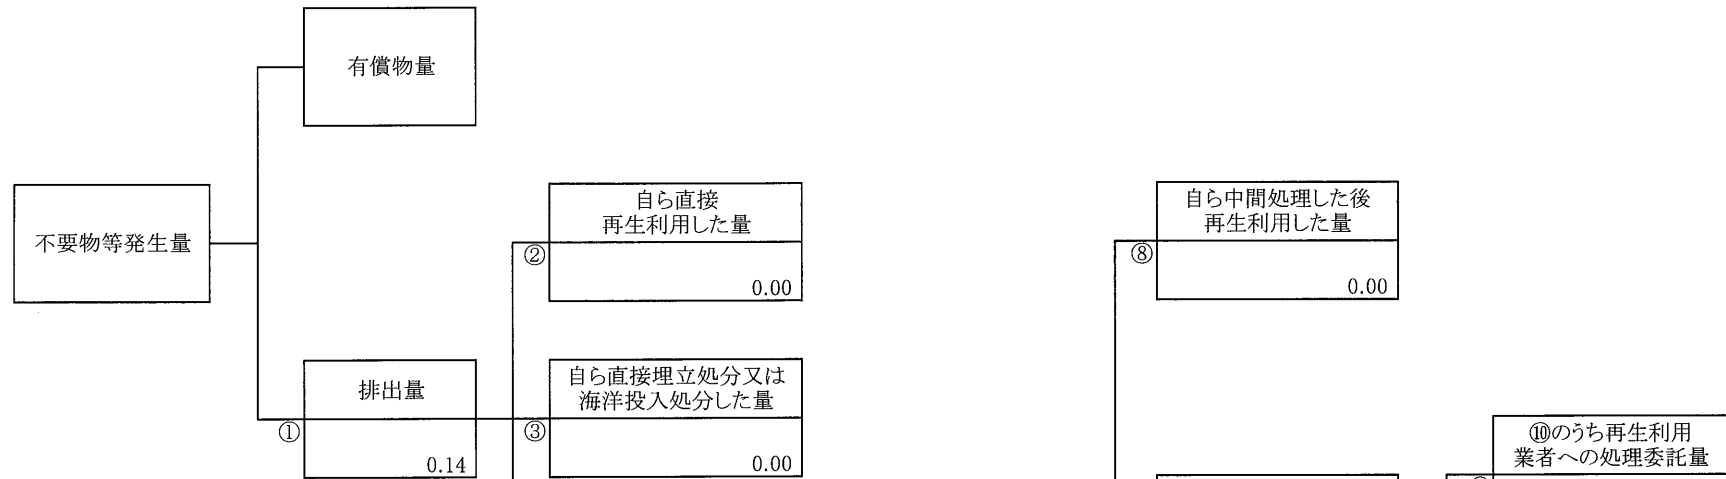 有償物量
不要物等発生量
自ら直接
再生利用した量
②
0.00
自ら中間処理した後
再生利用した量
⑧
0.00
排出量
①
0.14
自ら直接埋立処分又は
海洋投入処分した量
③
0.00
⑩のうち再生利用
業者への処理委託量